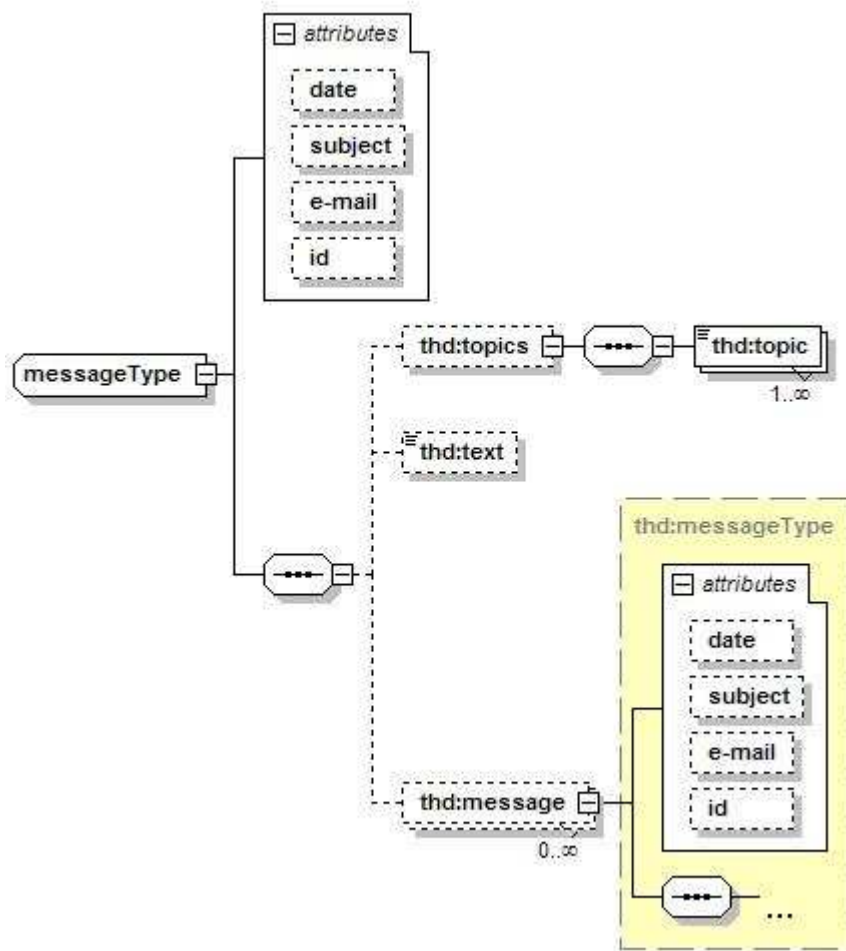 attributes
date
subject
e-mail
id
messageType
thd:topics
thd:topic
1..∞
thd:text
thd:messageType
attributes
date
subject
e-mail
id
thd:message
0..∞
...